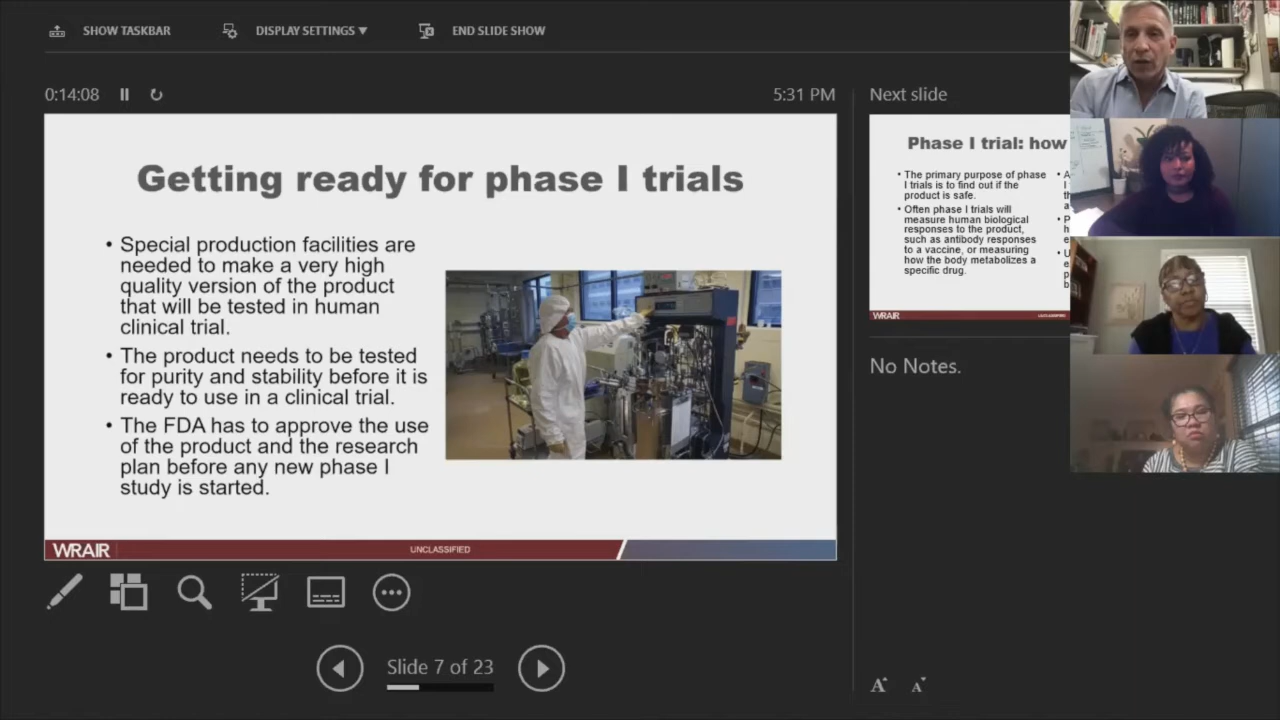 SHOW TASKBAR
DISPLAY SETTINGS
END SLIDE SHOW
0:14:08
5:31 PM
Getting ready for phase I trials
• Special production facilities are
needed to make a very high
quality version of the product
that will be tested in human
clinical trial.
• The product needs to be tested
for purity and stability before it is
ready to use in a clinical trial.
• The FDA has to approve the use
of the product and the research
plan before any new phase I
study is started.
WRAIR
UNCLASSIFIED
Slide 7 of 23
Next slide
Phase I trial: how
• The primary purpose of phase
I trials is to find out if the
product is safe.
• Often phase I trials will
measure human biological
responses to the product,
such as antibody responses
to a vaccine, or measuring
how the body metabolizes a
specific drug.
WRAIR
UNCLASSIFIED
No Notes.
A A